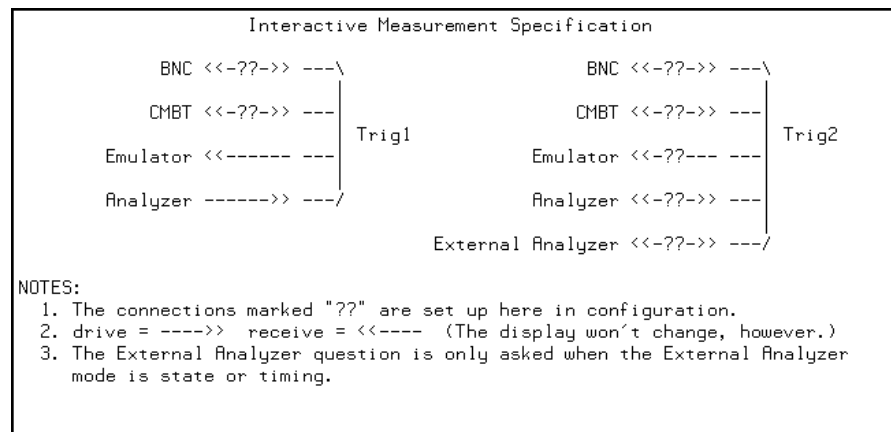 Interactive Measurement Specification
BNC <<-??->> ---\                         BNC <<-??->> ---\
CMBT <<-??->> ---|                        CMBT <<-??->> ---|
Trig1                                     Trig2
Emulator <<------ ---|                    Emulator <<-??--- ---|
Analyzer ------>> ---/                    Analyzer <<-??->> ---|
External Analyzer <<-??->> ---/
NOTES:
1. The connections marked "??" are set up here in configuration.
2. drive = ---->>  receive = <<----  (The display won´t change, however.)
3. The External Analyzer question is only asked when the External Analyzer
mode is state or timing.